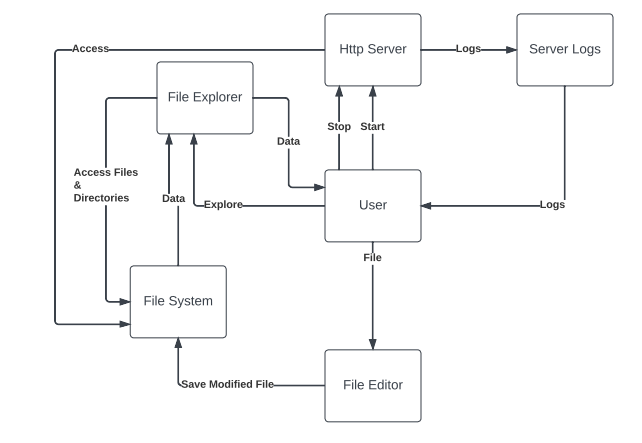 Access
Http Server
Logs
Server Logs
File Explorer
Stop
Start
Data
Access Files
&
Directories
Data
Explore
User
Logs
File
File System
Save Modified File
File Editor